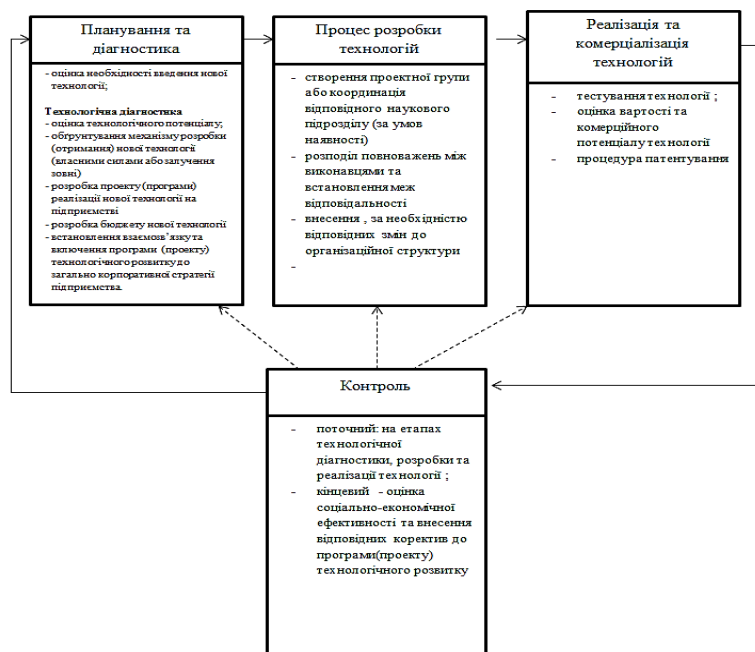 Планування та
діагностика
- оцінка необхідності введення нової
технології;
Технологічна діагностика
- оцінка технологічного потенціалу;
- обґрунтування механізму розробки
(отримання) нової технології
(власними силами або залучення
зовні)
- розробка проекту (програми)
реалізації нової технології на
підприємстві
- розробка бюджету нової технології
- встановлення взаємозв'язку та
включення програми (проекту)
технологічного розвитку до
загально корпоративної стратегії
підприємства.
Процес розробки
технологій
- створення проектної групи
або координація
відповідного наукового
підрозділу (за умов
наявності)
- розподіл повноважень між
виконавцями та
встановлення меж
відповідальності
- внесення , за необхідністю
відповідних змін до
організаційної структури
-
Реалізація та
комерціалізація
технологій
- тестування технології ;
- оцінка вартості та
комерційного
потенціалу технології
- процедура патентування
Контроль
- поточний: на етапах
технологічної
діагностики, розробки та
реалізації технології ;
- кінцевий - оцінка
соціально-економічної
ефективності та внесення
відповідних коректив до
програми(проекту)
технологічного розвитку